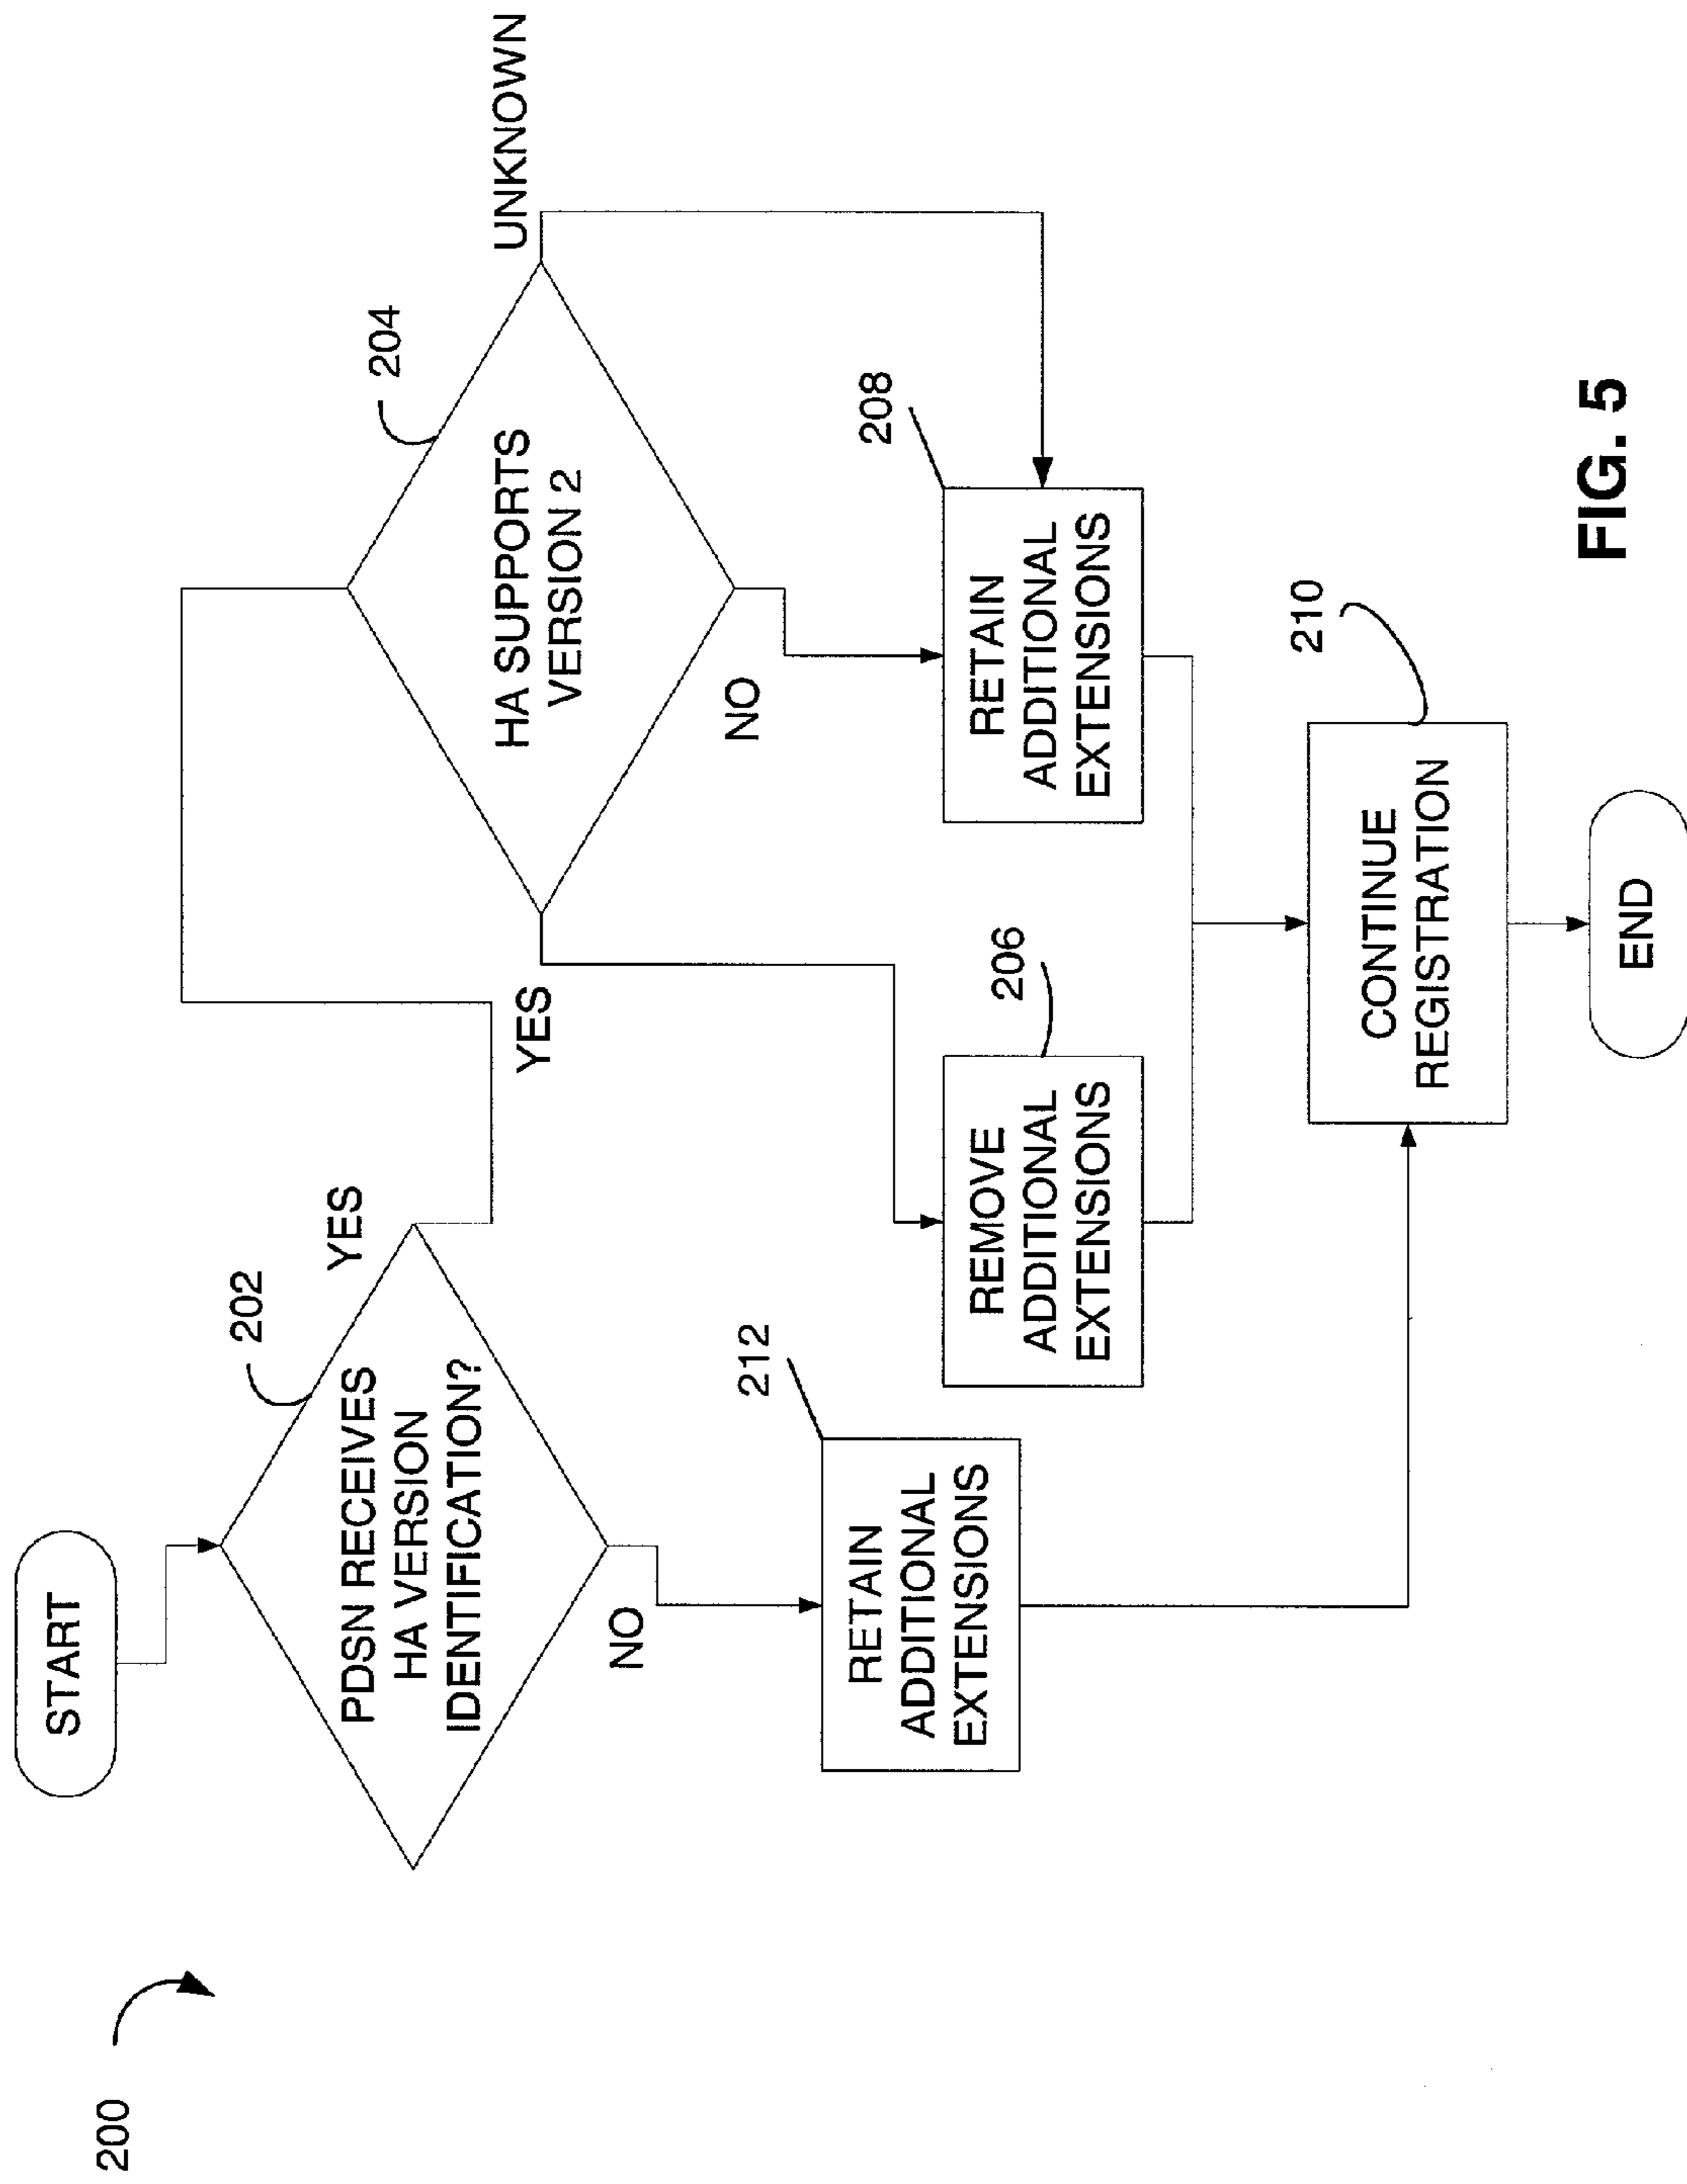 200
START
202
PDSN RECEIVES
HA VERSION
IDENTIFICATION?
YES
NO
204
HA SUPPORTS
VERSION 2
UNKNOWN
YES
NO
212
RETAIN
ADDITIONAL
EXTENSIONS
206
REMOVE
ADDITIONAL
EXTENSIONS
208
RETAIN
ADDITIONAL
EXTENSIONS
210
CONTINUE
REGISTRATION
END
FIG. 5